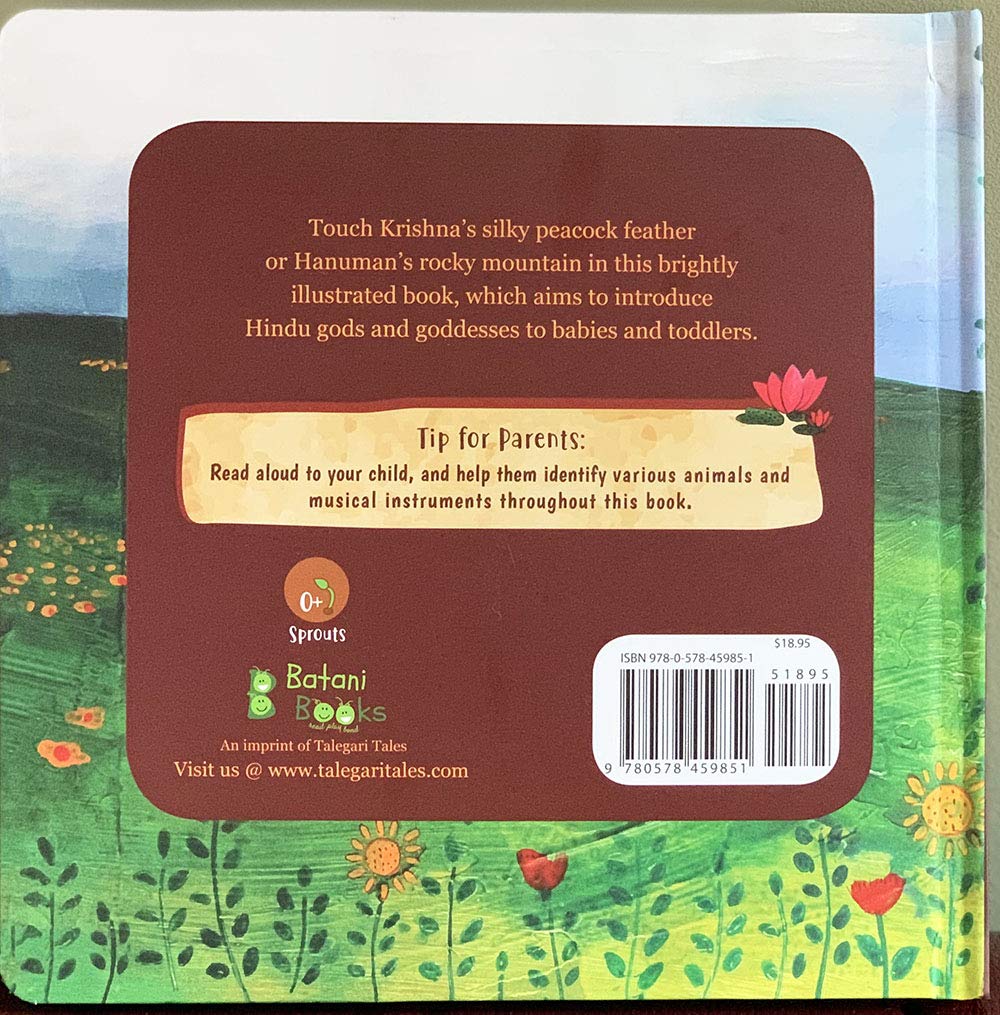 Touch Krishna’s silky peacock feather
or Hanuman’s rocky mountain in this brightly
illustrated book, which aims to introduce
Hindu gods and goddesses to babies and toddlers.
Tip for Parents:
Read aloud to your child, and help them identify various animals and
musical instruments throughout this book.
0+
Sprouts
Batani
Books
read play bond
An imprint of Talegari Tales
Visit us @ www.talegaritales.com
$18.95
ISBN 978-0-578-45985-1
51895
9 780578 459851